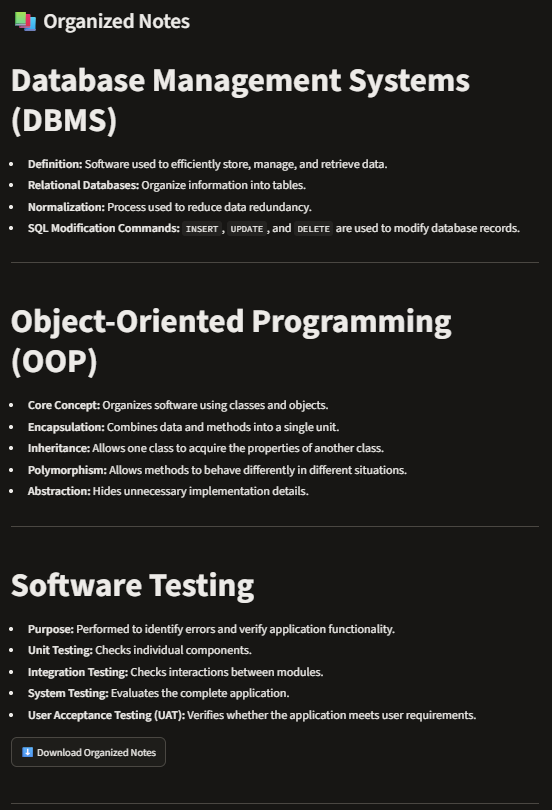 Organized Notes
Database Management Systems
(DBMS)
Definition: Software used to efficiently store, manage, and retrieve data.
Relational Databases: Organize information into tables.
Normalization: Process used to reduce data redundancy.
SQL Modification Commands: INSERT, UPDATE, and DELETE are used to modify database records.
Object-Oriented Programming
(OOP)
Core Concept: Organizes software using classes and objects.
Encapsulation: Combines data and methods into a single unit.
Inheritance: Allows one class to acquire the properties of another class.
Polymorphism: Allows methods to behave differently in different situations.
Abstraction: Hides unnecessary implementation details.
Software Testing
Purpose: Performed to identify errors and verify application functionality.
Unit Testing: Checks individual components.
Integration Testing: Checks interactions between modules.
System Testing: Evaluates the complete application.
User Acceptance Testing (UAT): Verifies whether the application meets user requirements.
Download Organized Notes